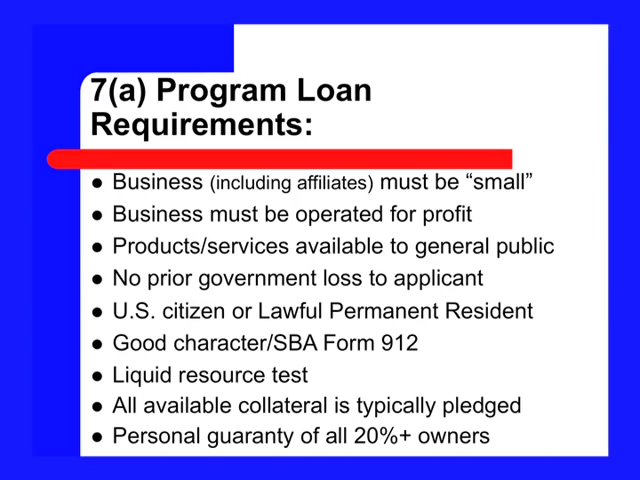 7(a) Program Loan
Requirements:
● Business (including affiliates) must be “small”
● Business must be operated for profit
● Products/services available to general public
● No prior government loss to applicant
● U.S. citizen or Lawful Permanent Resident
● Good character/SBA Form 912
● Liquid resource test
● All available collateral is typically pledged
● Personal guaranty of all 20%+ owners